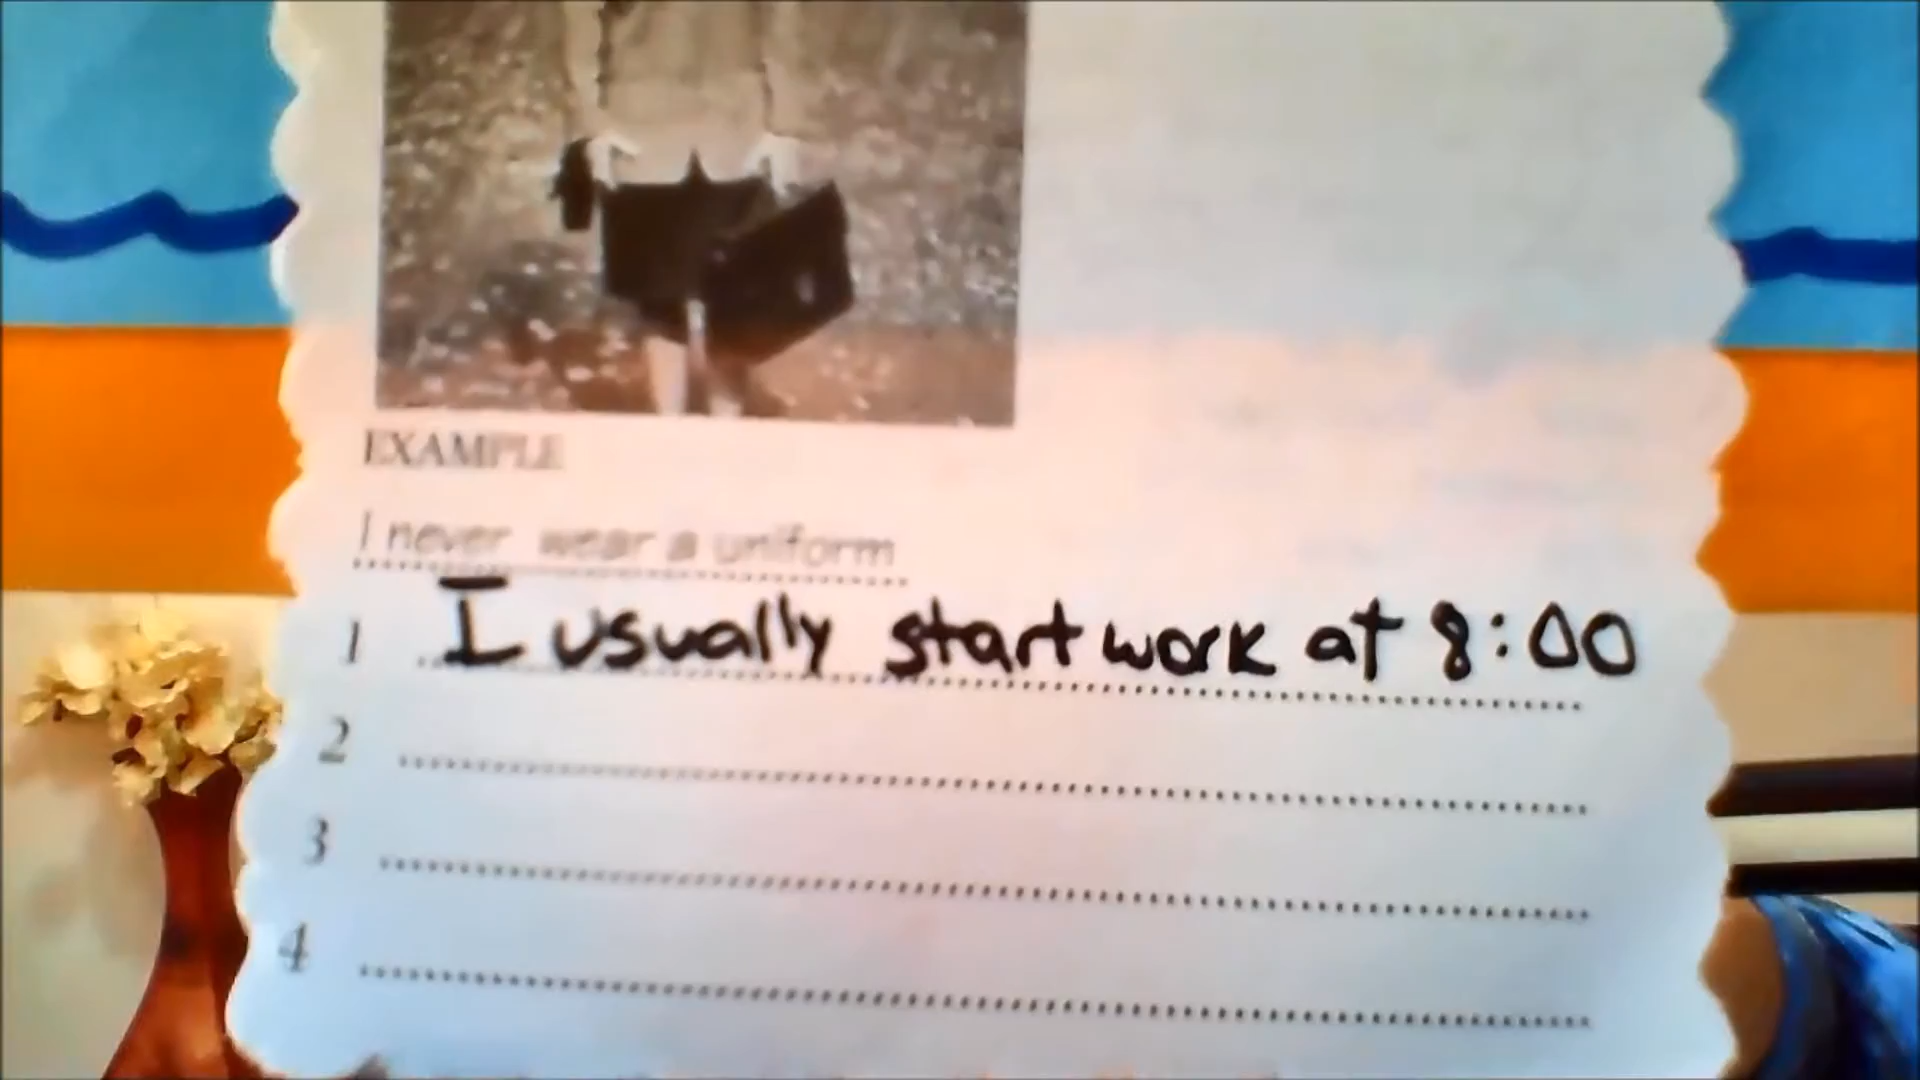 EXAMPLE
I never wear a uniform
1 I usually start work at 8:00
2
3
4